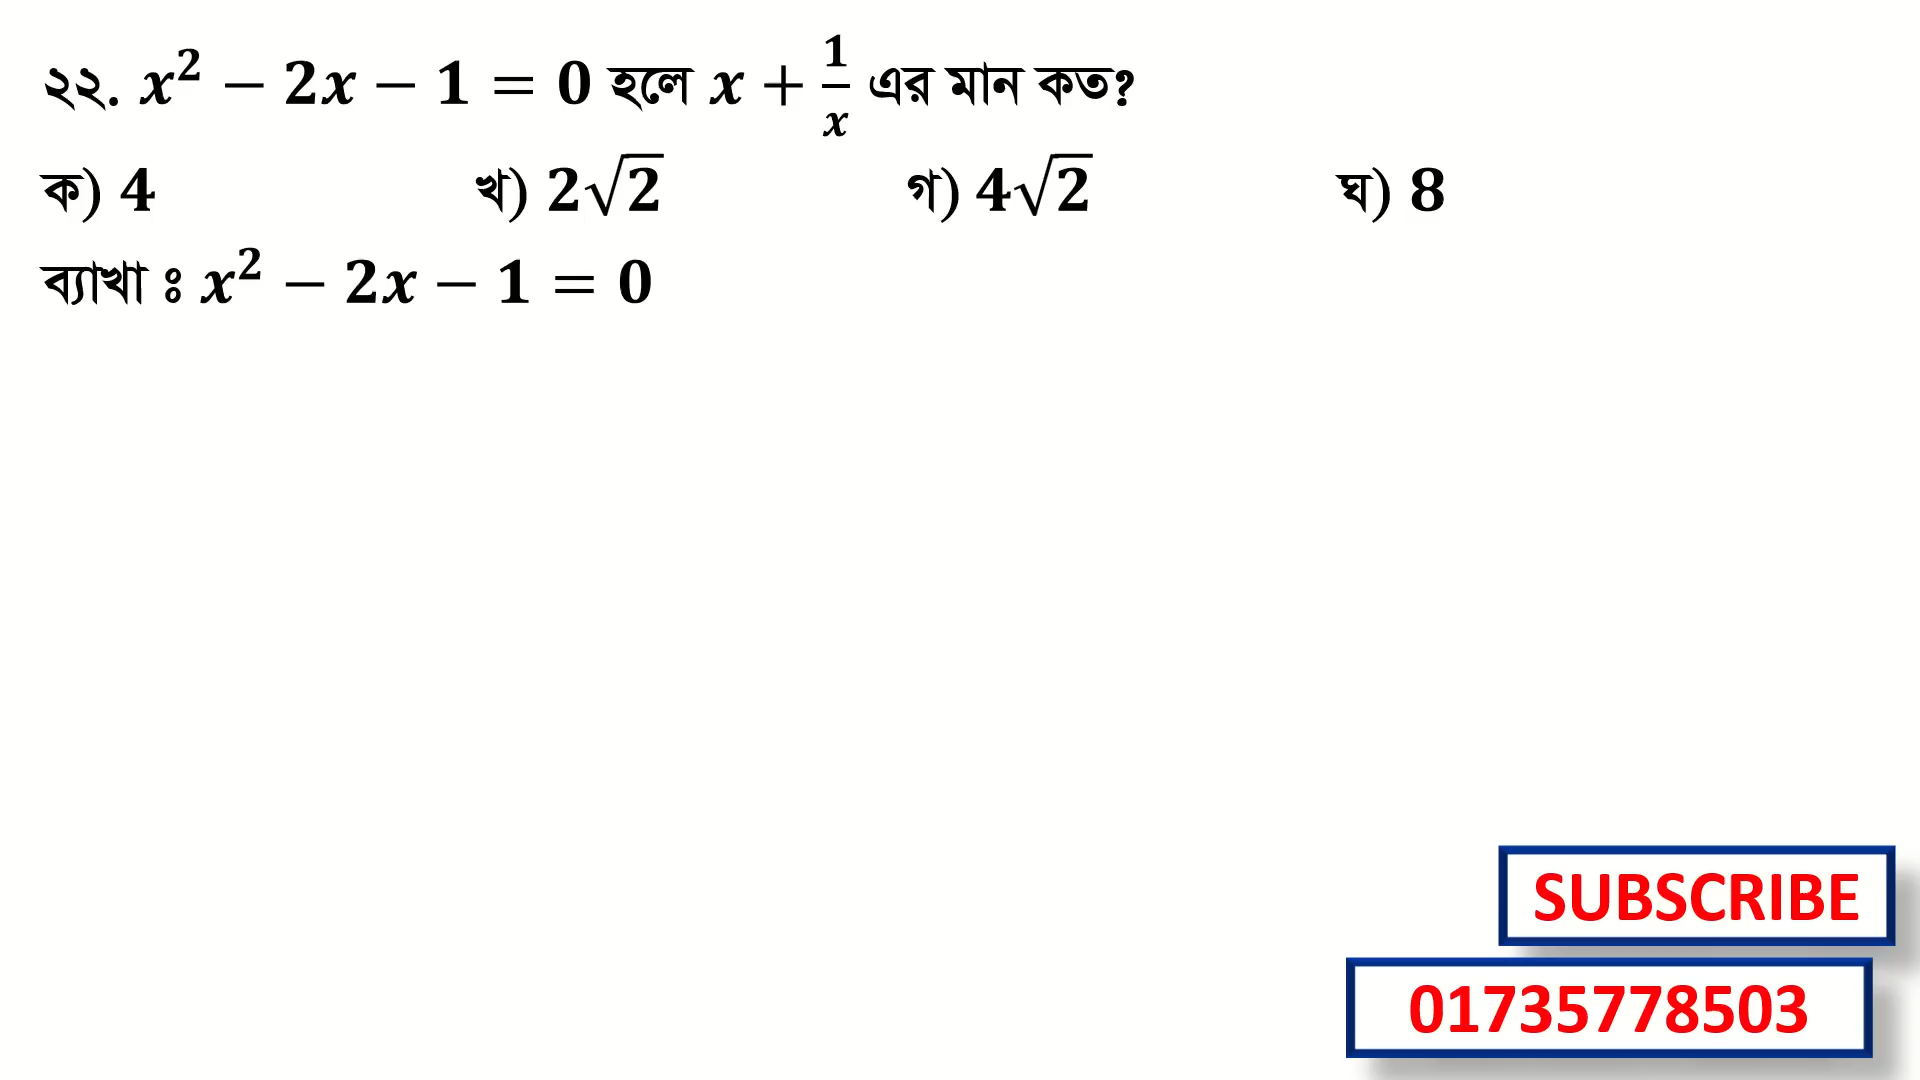 ২২. x² − 2x − 1 = 0 হলে x + 1/x এর মান কত?
ক) 4 খ) 2√2 গ) 4√2 ঘ) 8
ব্যাখা ঃ x² − 2x − 1 = 0
SUBSCRIBE
01735778503